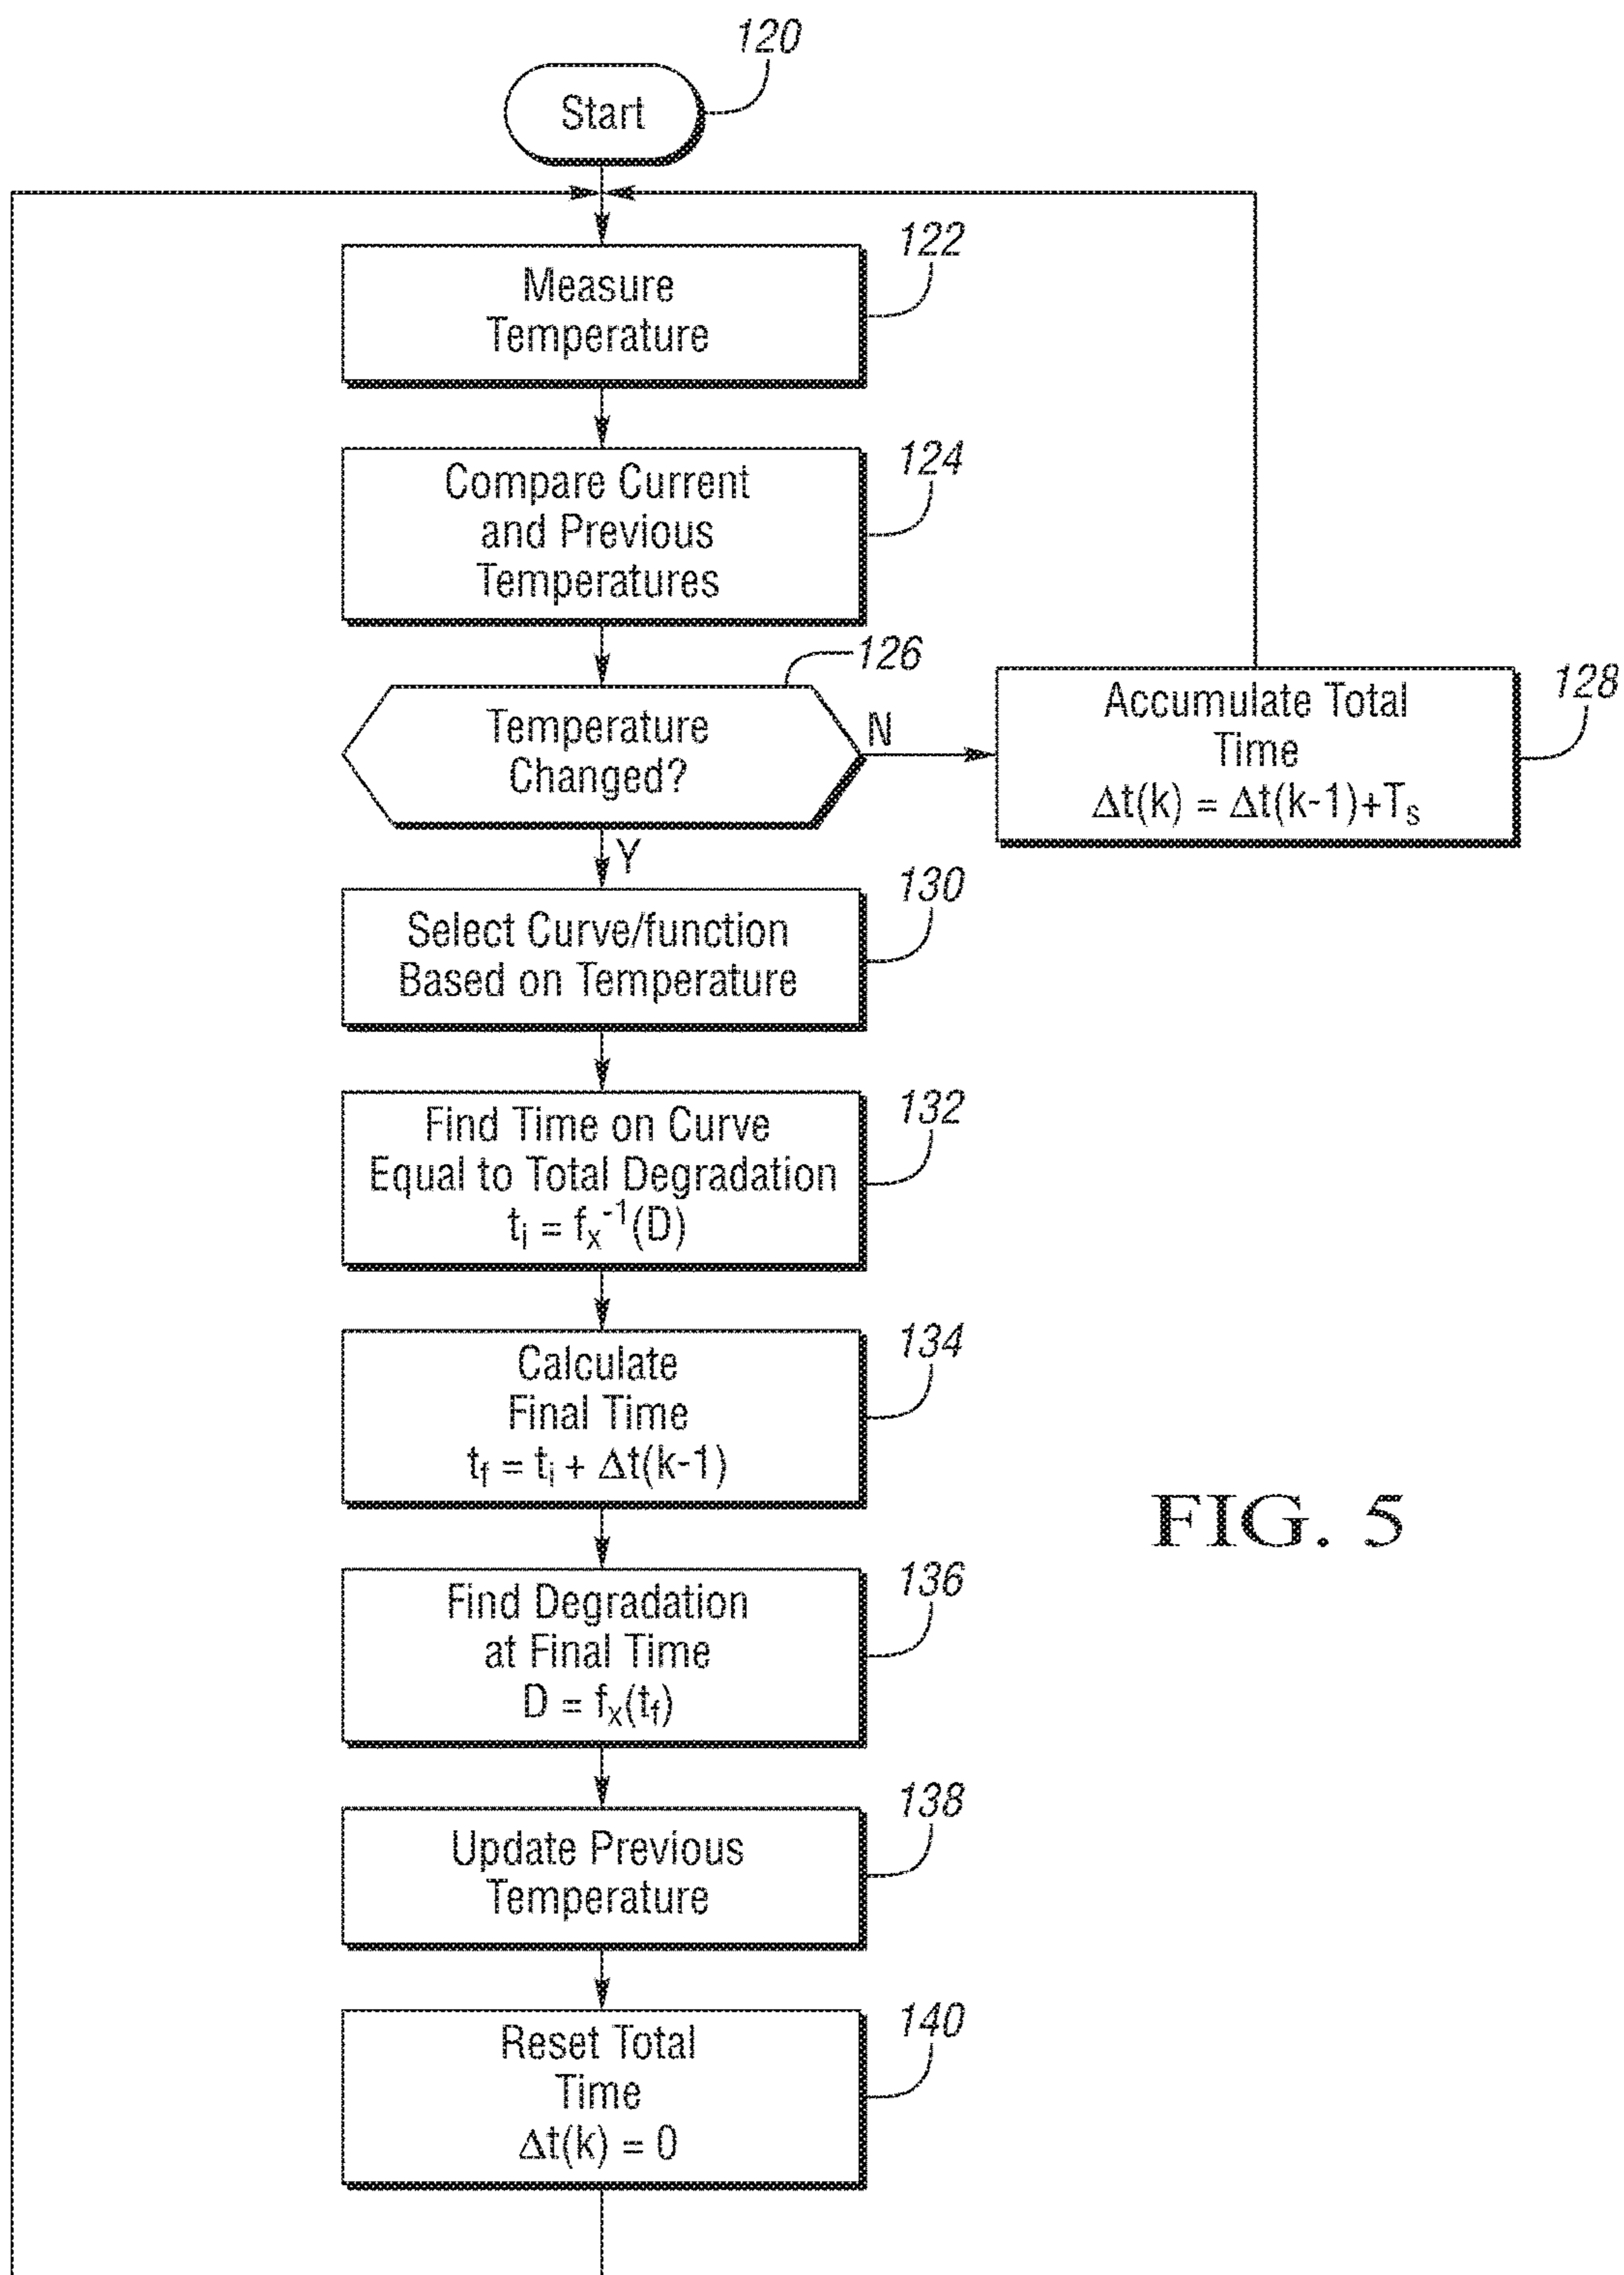 120
Start
122
Measure
Temperature
124
Compare Current
and Previous
Temperatures
126
Temperature
Changed?
N
128
Accumulate Total
Time
Δt(k) = Δt(k-1)+Tₛ
Y
130
Select Curve/function
Based on Temperature
132
Find Time on Curve
Equal to Total Degradation
tᵢ = fₓ⁻¹(D)
134
Calculate
Final Time
t_f = tᵢ + Δt(k-1)
FIG. 5
136
Find Degradation
at Final Time
D = fₓ(t_f)
138
Update Previous
Temperature
140
Reset Total
Time
Δt(k) = 0